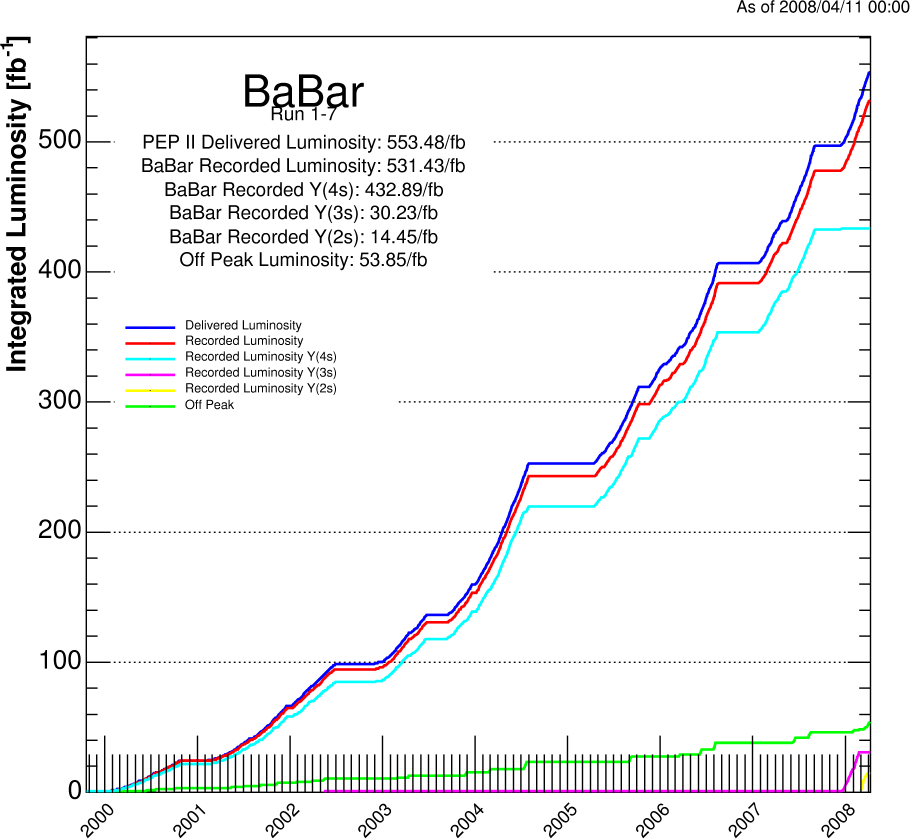 As of 2008/04/11 00:00
Integrated Luminosity [fb-1]
BaBar
Run 1-7
PEP II Delivered Luminosity: 553.48/fb
BaBar Recorded Luminosity: 531.43/fb
BaBar Recorded Y(4s): 432.89/fb
BaBar Recorded Y(3s): 30.23/fb
BaBar Recorded Y(2s): 14.45/fb
Off Peak Luminosity: 53.85/fb
Delivered Luminosity
Recorded Luminosity
Recorded Luminosity Y(4s)
Recorded Luminosity Y(3s)
Recorded Luminosity Y(2s)
Off Peak
500
400
300
200
100
0
2000 2001 2002 2003 2004 2005 2006 2007 2008